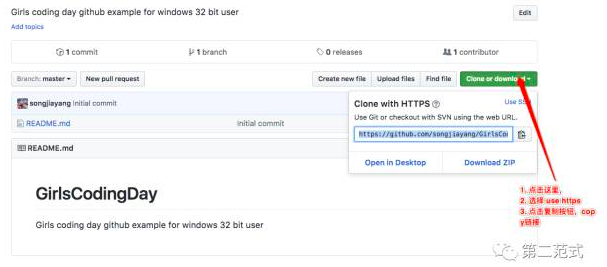 Girls coding day github example for windows 32 bit user
Edit
Add topics
1 commit
1 branch
0 releases
1 contributor
Branch: master
New pull request
Create new file
Upload files
Find file
Clone or download
songjiayang initial commit
README.md
Initial commit
Clone with HTTPS
Use SS
Use Git or checkout with SVN using the web URL.
https://github.com/songjiayang/GirlsCo
Open in Desktop
Download ZIP
README.md
GirlsCodingDay
Girls coding day github example for windows 32 bit user
1. 点击这里,
2. 选择 use https
3. 点击复制按钮, cop
y链接
第二范式